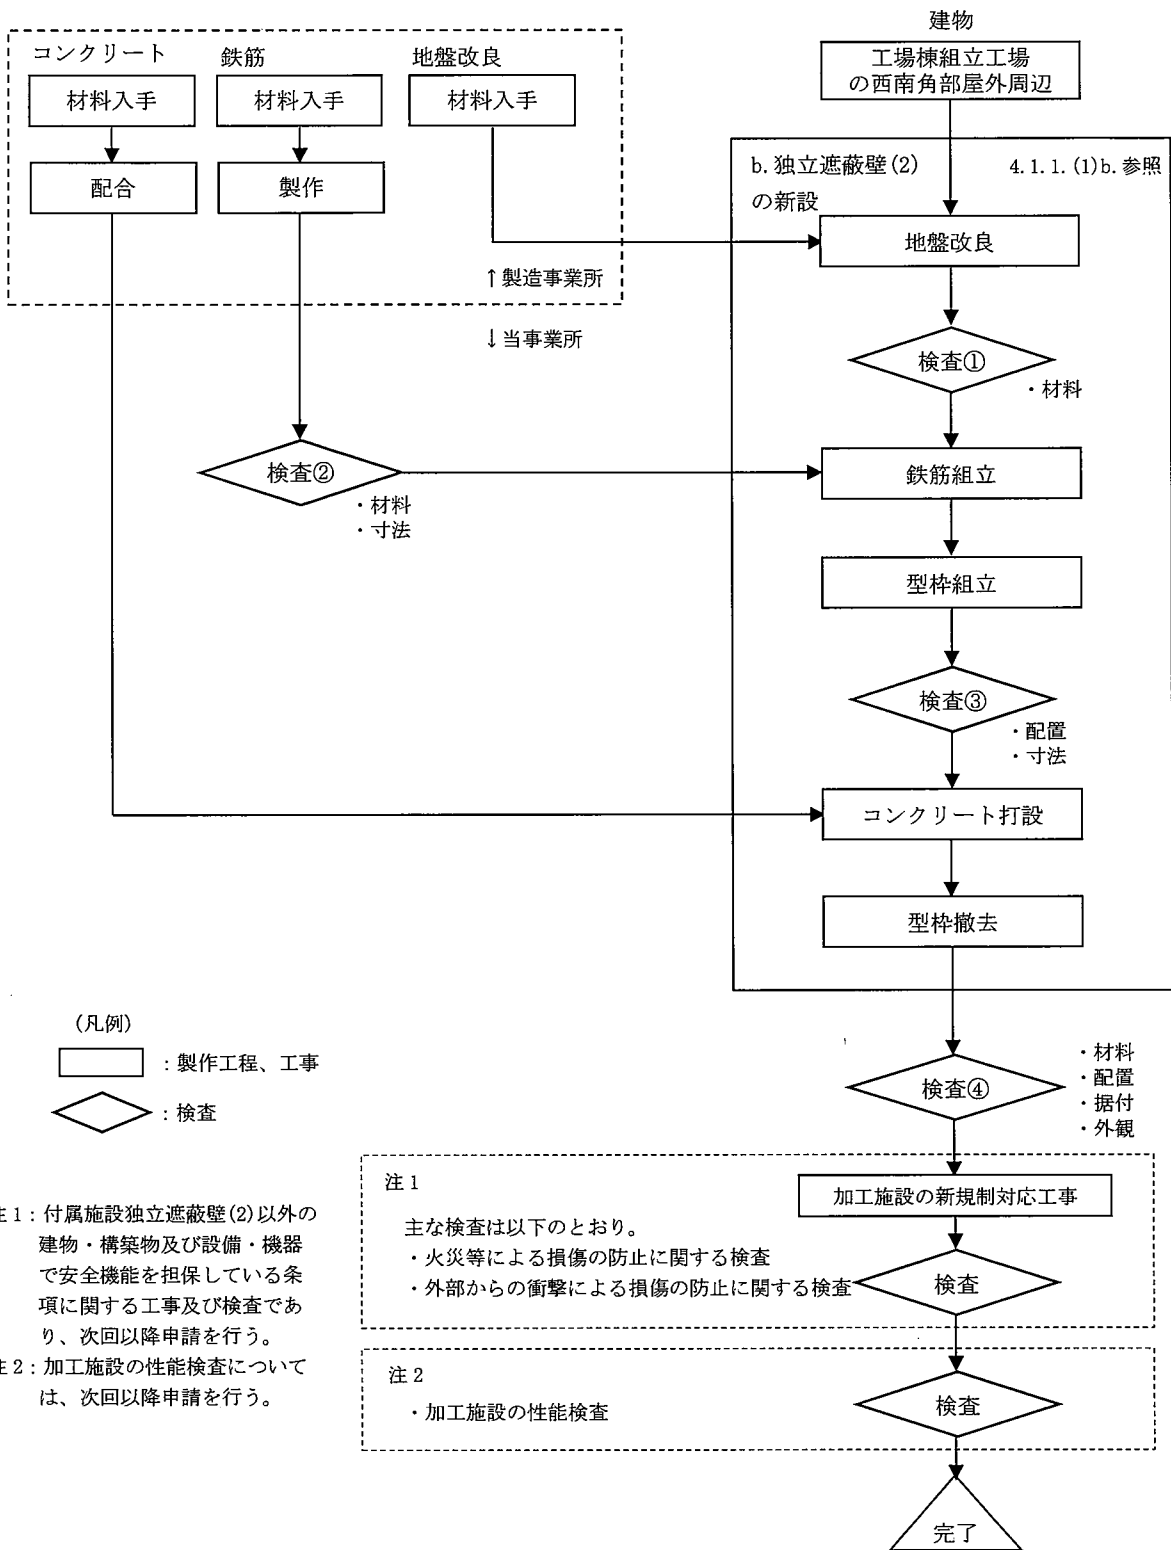 建物
工場棟組立工場
の西南角部屋外周辺
コンクリート
鉄筋
地盤改良
材料入手
材料入手
材料入手
配合
製作
↑製造事業所
↓当事業所
b.独立遮蔽壁(2)
の新設
4.1.1.(1)b.参照
地盤改良
検査①
・材料
検査②
・材料
・寸法
鉄筋組立
型枠組立
検査③
・配置
・寸法
コンクリート打設
型枠撤去
検査④
・材料
・配置
・据付
・外観
(凡例)
：製作工程、工事
：検査
注1
主な検査は以下のとおり。
・火災等による損傷の防止に関する検査
・外部からの衝撃による損傷の防止に関する検査
加工施設の新規制対応工事
検査
注2
・加工施設の性能検査
検査
完了
注1：付属施設独立遮蔽壁(2)以外の
建物・構築物及び設備・機器
で安全機能を担保している条
項に関する工事及び検査であ
り、次回以降申請を行う。
注2：加工施設の性能検査について
は、次回以降申請を行う。